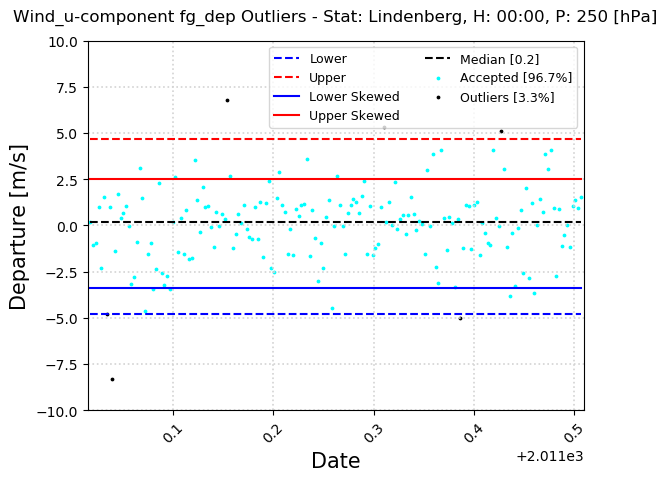 Wind_u-component fg_dep Outliers - Stat: Lindenberg, H: 00:00, P: 250 [hPa]
Departure [m/s]
10.0
7.5
5.0
2.5
0.0
−2.5
−5.0
−7.5
−10.0
Lower
Upper
Lower Skewed
Upper Skewed
Median [0.2]
Accepted [96.7%]
Outliers [3.3%]
0.1
0.2
0.3
0.4
0.5
+2.011e3
Date